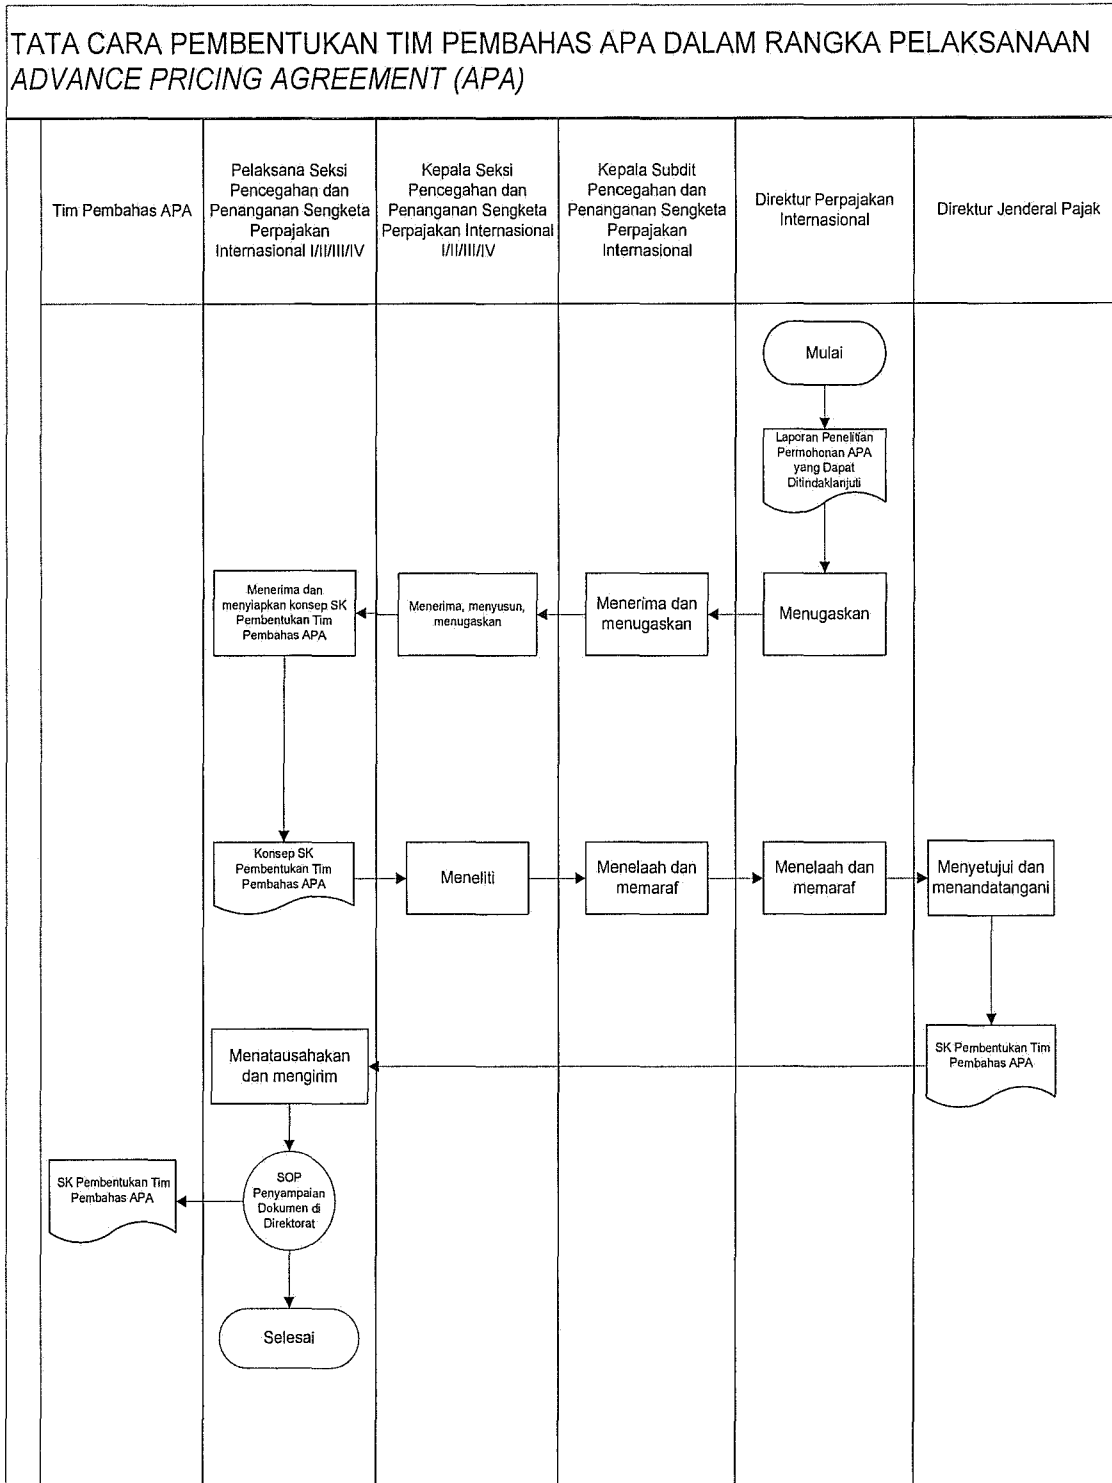 TATA CARA PEMBENTUKAN TIM PEMBAHAS APA DALAM RANGKA PELAKSANAAN
ADVANCE PRICING AGREEMENT (APA)
Tim Pembahas APA
Pelaksana Seksi
Pencegahan dan
Penanganan Sengketa
Perpajakan
Internasional I/II/III/IV
Kepala Seksi
Pencegahan dan
Penanganan Sengketa
Perpajakan Internasional
I/II/III/IV
Kepala Subdit
Pencegahan dan
Penanganan Sengketa
Perpajakan
Internasional
Direktur Perpajakan
Internasional
Direktur Jenderal Pajak
Mulai
Laporan Penelitian
Permohonan APA
yang Dapat
Ditindaklanjuti
Menerima dan
menyiapkan konsep SK
Pembentukan Tim
Pembahas APA
Menerima, menyusun,
menugaskan
Menerima dan
menugaskan
Menugaskan
Konsep SK
Pembentukan Tim
Pembahas APA
Meneliti
Menelaah dan
memaraf
Menelaah dan
memaraf
Menyetujui dan
menandatangani
Menatausahakan
dan mengirim
SK Pembentukan Tim
Pembahas APA
SK Pembentukan Tim
Pembahas APA
SOP
Penyampaian
Dokumen di
Direktorat
Selesai